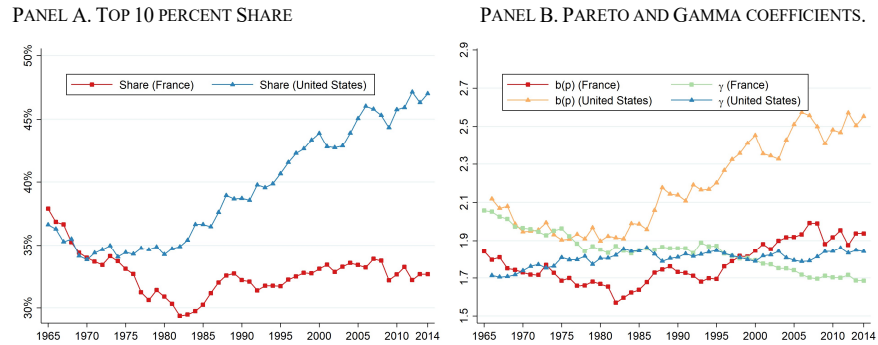 PANEL A. TOP 10 PERCENT SHARE
PANEL B. PARETO AND GAMMA COEFFICIENTS.
50%
45%
40%
35%
30%
Share (France)
Share (United States)
1965 1970 1975 1980 1985 1990 1995 2000 2005 2010 2014
2.9
2.7
2.5
2.3
2.1
1.9
1.7
1.5
b(p) (France)
γ (France)
b(p) (United States)
γ (United States)
1965 1970 1975 1980 1985 1990 1995 2000 2005 2010 2014